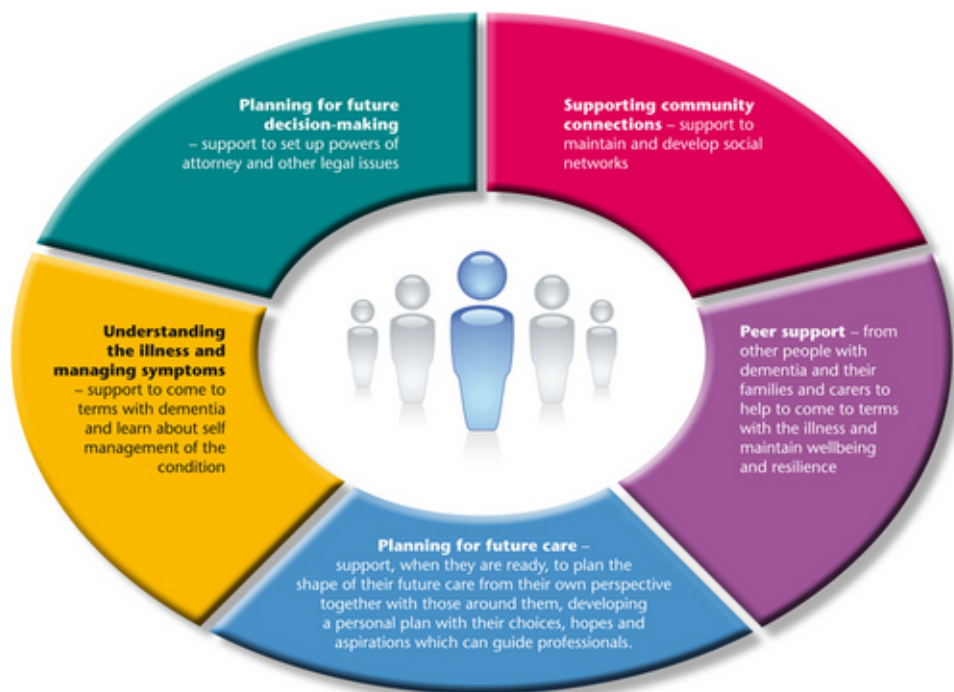 Planning for future
decision-making
– support to set up powers of
attorney and other legal issues
Supporting community
connections – support to
maintain and develop social
networks
Understanding
the illness and
managing symptoms
– support to come to
terms with dementia
and learn about self
management of the
condition
Peer support – from
other people with
dementia and their
families and carers to
help to come to terms
with the illness and
maintain wellbeing
and resilience
Planning for future care –
support, when they are ready, to plan the
shape of their future care from their own perspective
together with those around them, developing
a personal plan with their choices, hopes and
aspirations which can guide professionals.